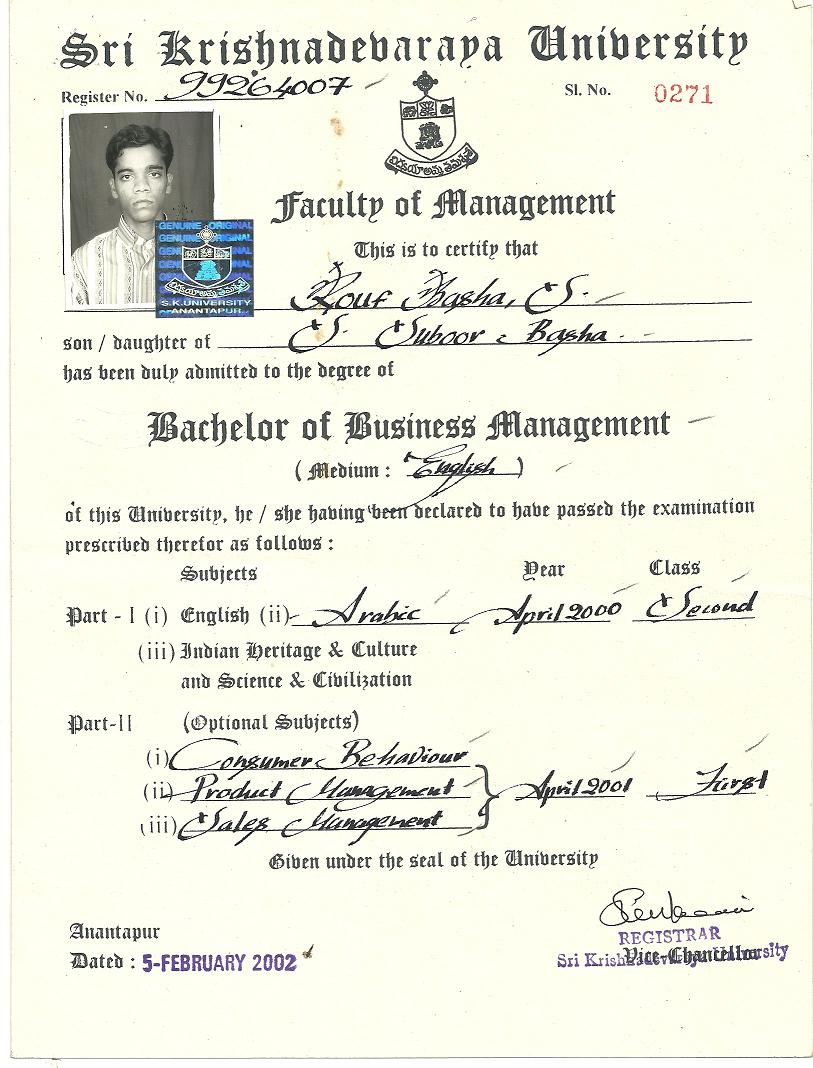 Sri Krishnadevaraya University
Register No. 99264007
Sl. No. 0271
Faculty of Management
This is to certify that
GENUINE ORIGINAL
S.K.UNIVERSITY
ANANTAPUR
Rouf Basha, S.
son / daughter of S. Suboor Basha
has been duly admitted to the degree of
Bachelor of Business Management
( Medium : English )
of this University, he / she having been declared to have passed the examination
prescribed therefor as follows :
Subjects Year Class
Part - I (i) English (ii) Arabic April 2000 Second
(iii) Indian Heritage & Culture
and Science & Civilization
Part-II (Optional Subjects)
(i) Consumer Behaviour
(ii) Product Management April 2001 First
(iii) Sales Management
Given under the seal of the University
Anantapur
REGISTRAR
Dated : 5-FEBRUARY 2002
Sri Krishnadevaraya University
Vice-Chancellor